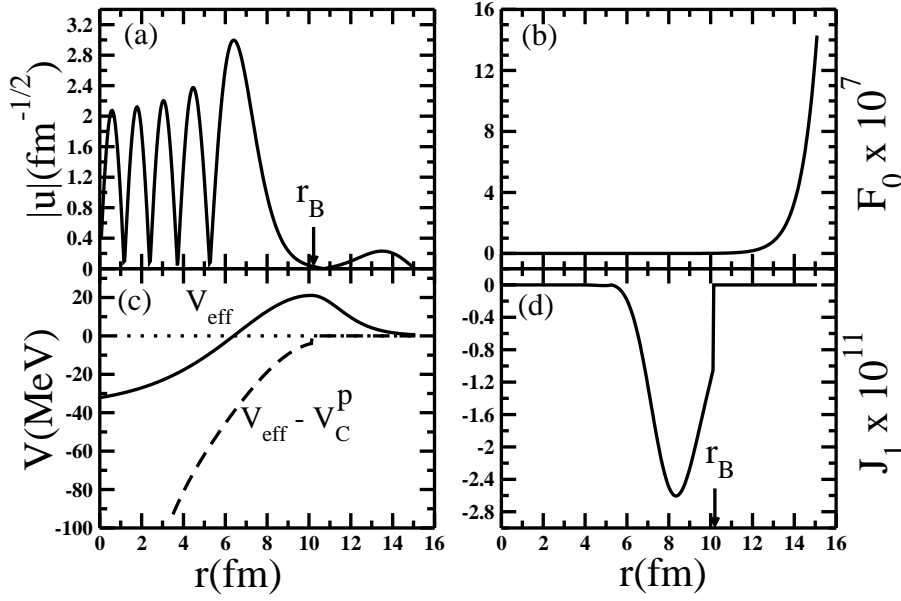 (a)
|u|(fm^{-1/2})
3.2
2.8
2.4
2
1.6
1.2
0.8
0.4
0
r_B
(b)
F_0 x 10^7
16
12
8
4
0
(c)
V(MeV)
20
0
-20
-40
-60
-80
-100
V_eff
V_eff - V_C^p
0 2 4 6 8 10 12 14 16
r(fm)
(d)
J_1 x 10^11
0
-0.4
-0.8
-1.2
-1.6
-2
-2.4
-2.8
r_B
0 2 4 6 8 10 12 14 16
r(fm)